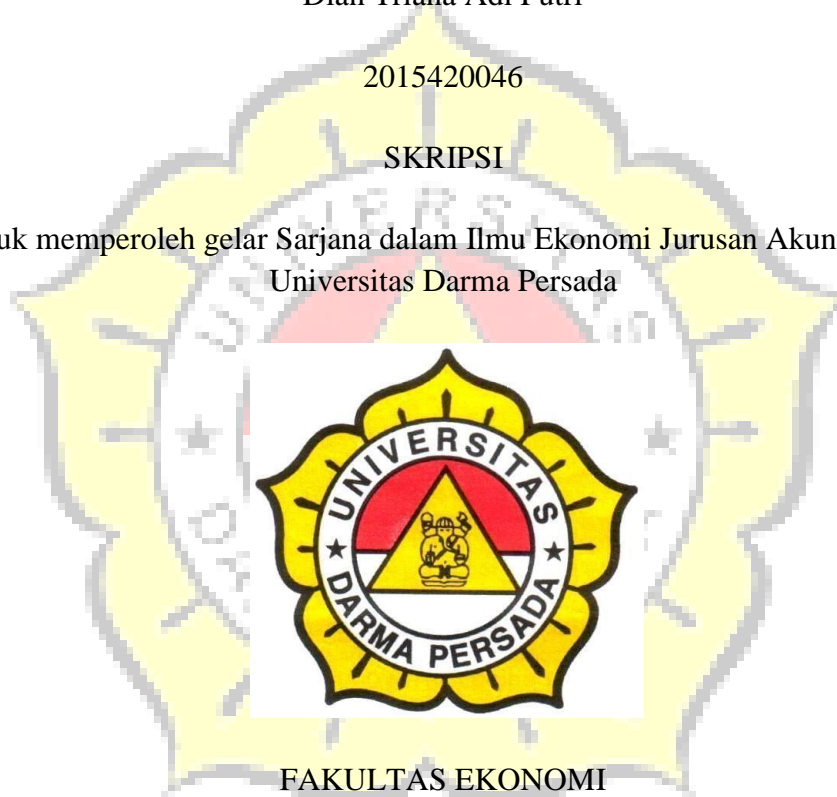 Dian Triana Adi Putri
2015420046
SKRIPSI
uk memperoleh gelar Sarjana dalam Ilmu Ekonomi Jurusan Akun
Universitas Darma Persada
UNIVERSITAS
DARMA PERSADA
FAKULTAS EKONOMI